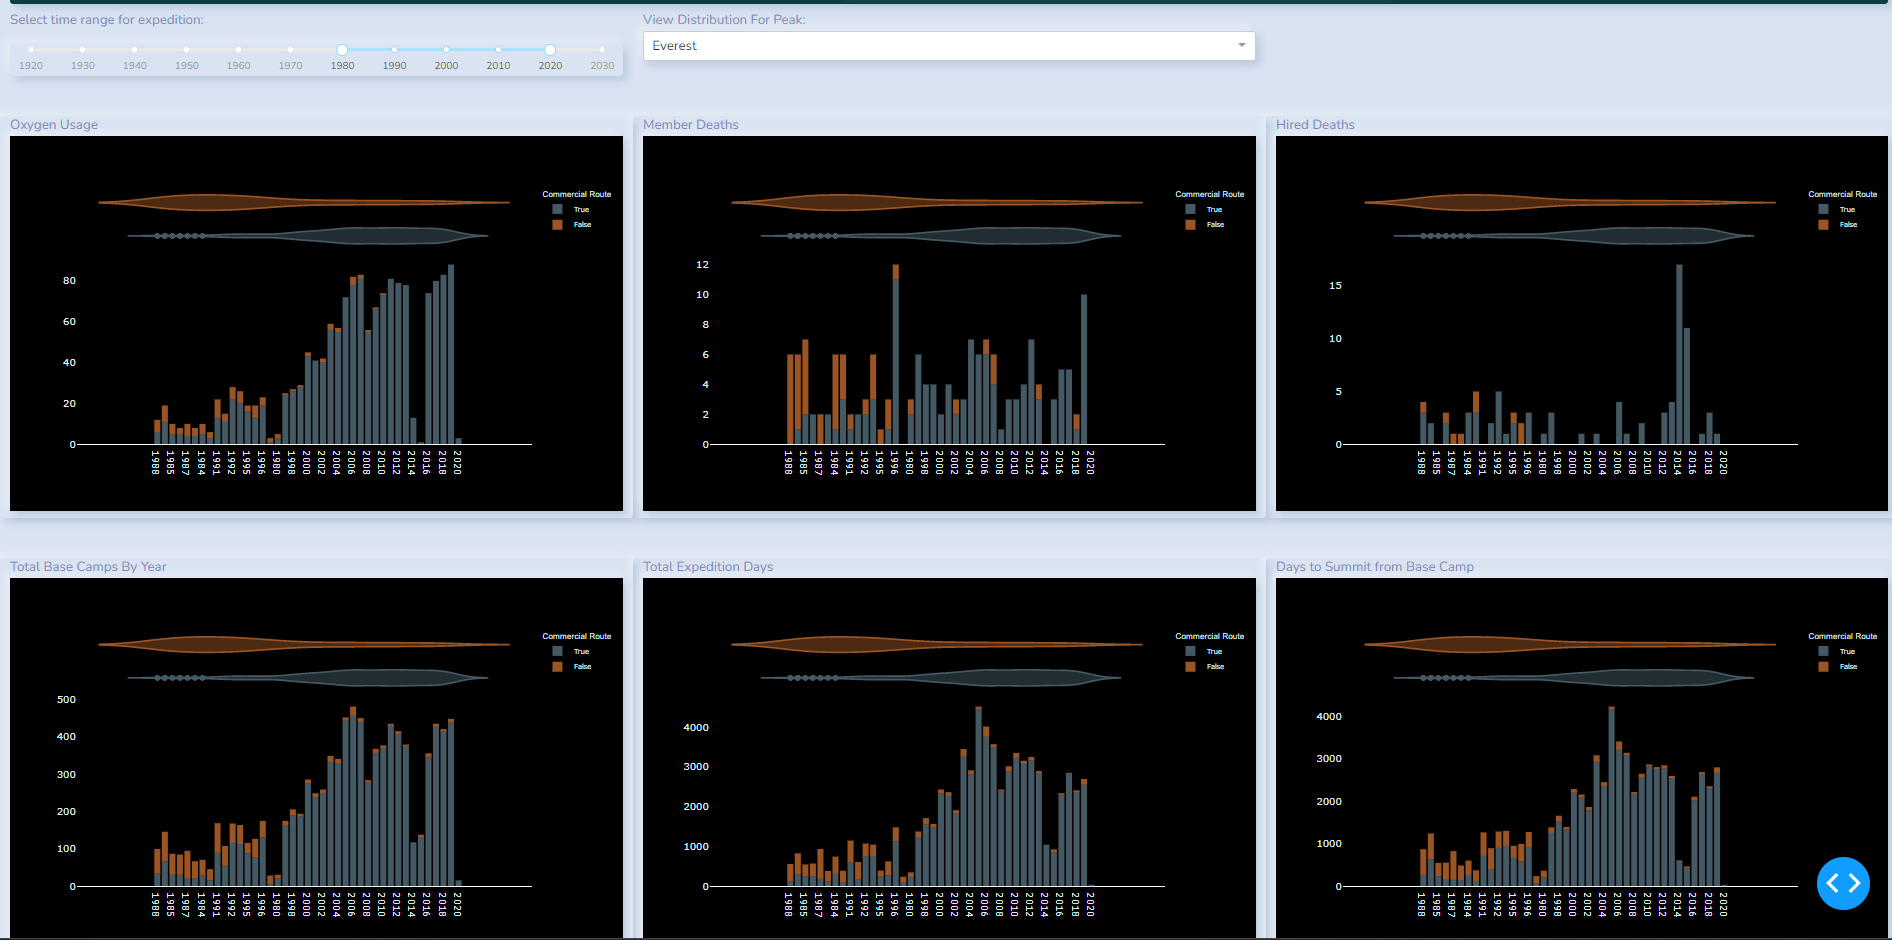 Select time range for expedition:
View Distribution For Peak:
Everest
1920 1930 1940 1950 1960 1970 1980 1990 2000 2010 2020 2030
Oxygen Usage
Member Deaths
Hired Deaths
Commercial Route
True
False
80
60
40
20
0
1988 1985 1987 1984 1991 1992 1995 1996 1980 1998 2000 2002 2004 2006 2008 2010 2012 2014 2016 2018 2020
Commercial Route
True
False
12
10
8
6
4
2
0
1988 1985 1987 1984 1991 1992 1995 1996 1980 1998 2000 2002 2004 2006 2008 2010 2012 2014 2016 2018 2020
Commercial Route
True
False
15
10
5
0
1988 1985 1987 1984 1991 1992 1995 1996 1980 1998 2000 2002 2004 2006 2008 2010 2012 2014 2016 2018 2020
Total Base Camps By Year
Total Expedition Days
Days to Summit from Base Camp
Commercial Route
True
False
500
400
300
200
100
0
1988 1985 1987 1984 1991 1992 1995 1996 1980 1998 2000 2002 2004 2006 2008 2010 2012 2014 2016 2018 2020
Commercial Route
True
False
4000
3000
2000
1000
0
1988 1985 1987 1984 1991 1992 1995 1996 1980 1998 2000 2002 2004 2006 2008 2010 2012 2014 2016 2018 2020
Commercial Route
True
False
4000
3000
2000
1000
0
1988 1985 1987 1984 1991 1992 1995 1996 1980 1998 2000 2002 2004 2006 2008 2010 2012 2014 2016 2018 2020